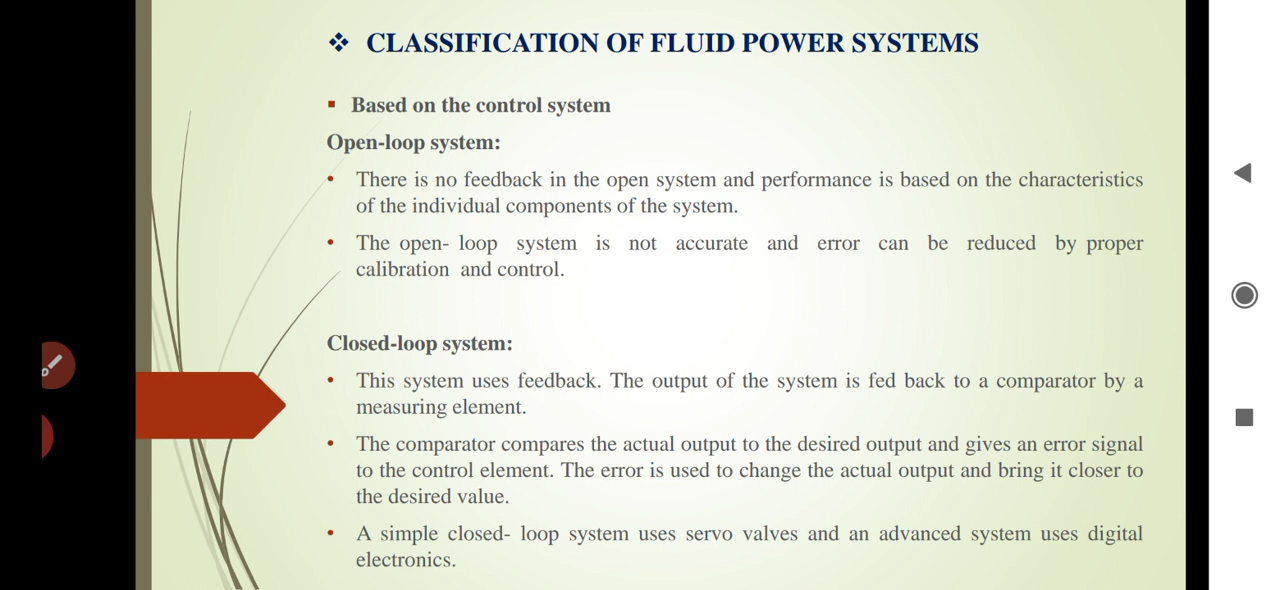 ❖ CLASSIFICATION OF FLUID POWER SYSTEMS
▪ Based on the control system
Open-loop system:
• There is no feedback in the open system and performance is based on the characteristics
of the individual components of the system.
• The open- loop system is not accurate and error can be reduced by proper
calibration and control.
Closed-loop system:
• This system uses feedback. The output of the system is fed back to a comparator by a
measuring element.
• The comparator compares the actual output to the desired output and gives an error signal
to the control element. The error is used to change the actual output and bring it closer to
the desired value.
• A simple closed- loop system uses servo valves and an advanced system uses digital
electronics.